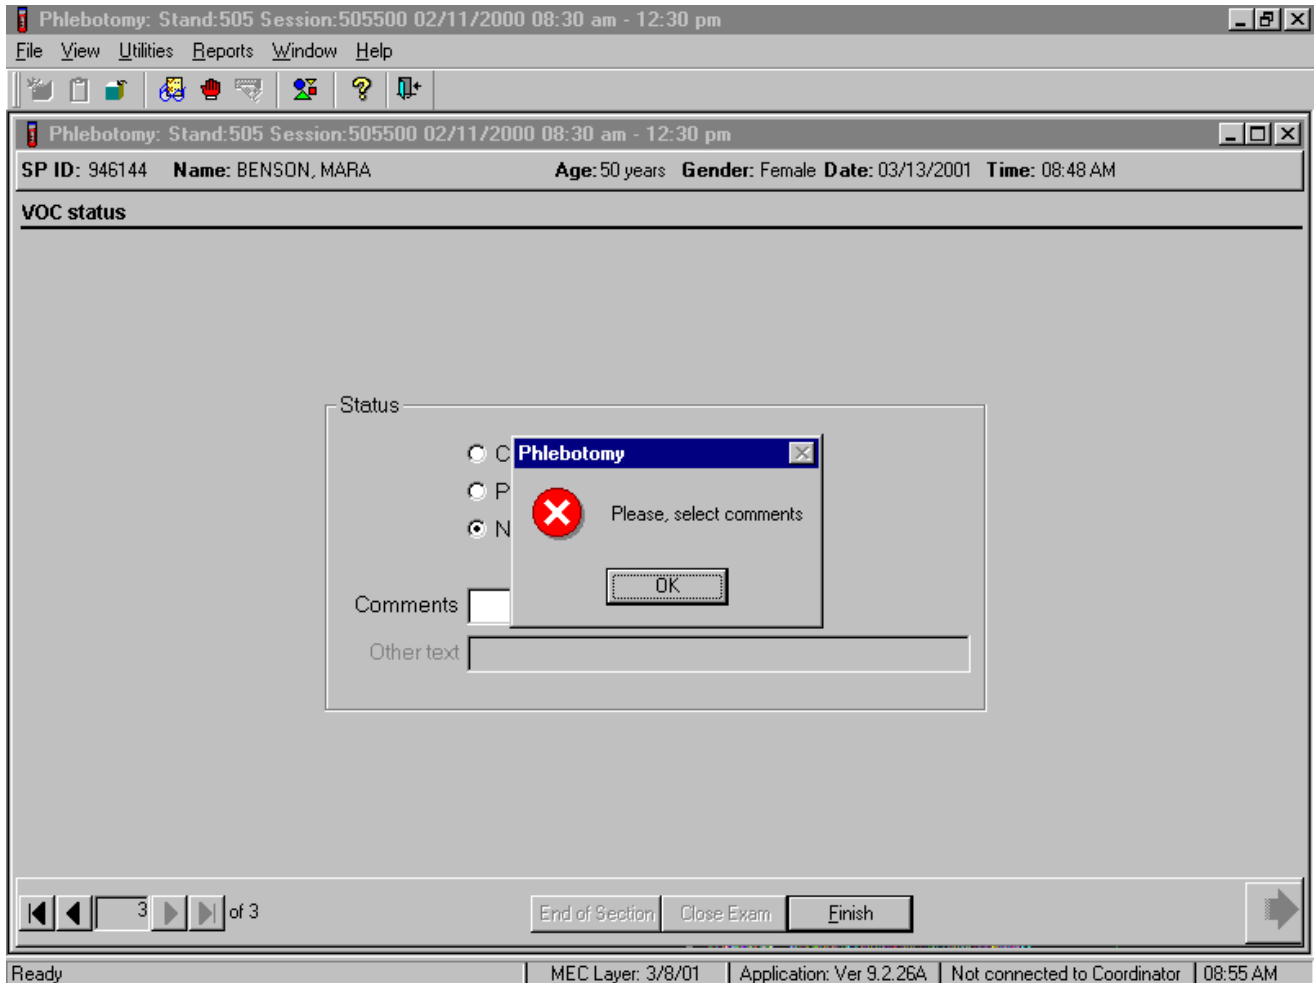 Phlebotomy: Stand:505 Session:505500 02/11/2000 08:30 am - 12:30 pm
File View Utilities Reports Window Help
Phlebotomy: Stand:505 Session:505500 02/11/2000 08:30 am - 12:30 pm
SP ID: 946144 Name: BENSON, MARA Age: 50 years Gender: Female Date: 03/13/2001 Time: 08:48 AM
VOC status
Status
C
P
N
Phlebotomy
Please, select comments
OK
Comments
Other text
3 of 3 End of Section Close Exam Finish
Ready MEC Layer: 3/8/01 Application: Ver 9.2.26A Not connected to Coordinator 08:55 AM